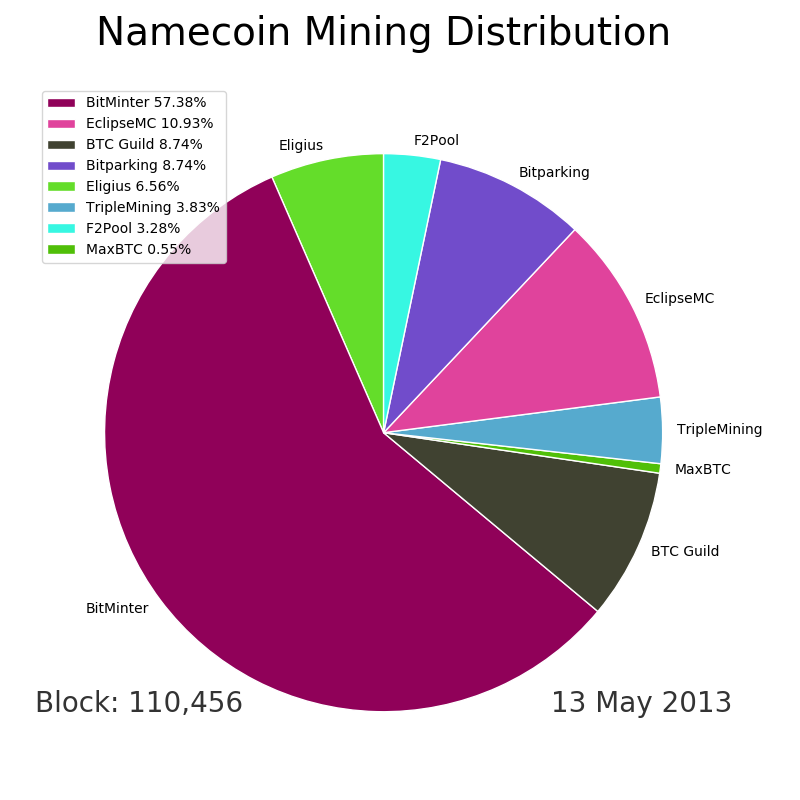 Namecoin Mining Distribution
BitMinter 57.38%
EclipseMC 10.93%
BTC Guild 8.74%
Bitparking 8.74%
Eligius 6.56%
TripleMining 3.83%
F2Pool 3.28%
MaxBTC 0.55%
Eligius
F2Pool
Bitparking
EclipseMC
TripleMining
MaxBTC
BTC Guild
BitMinter
Block: 110,456
13 May 2013